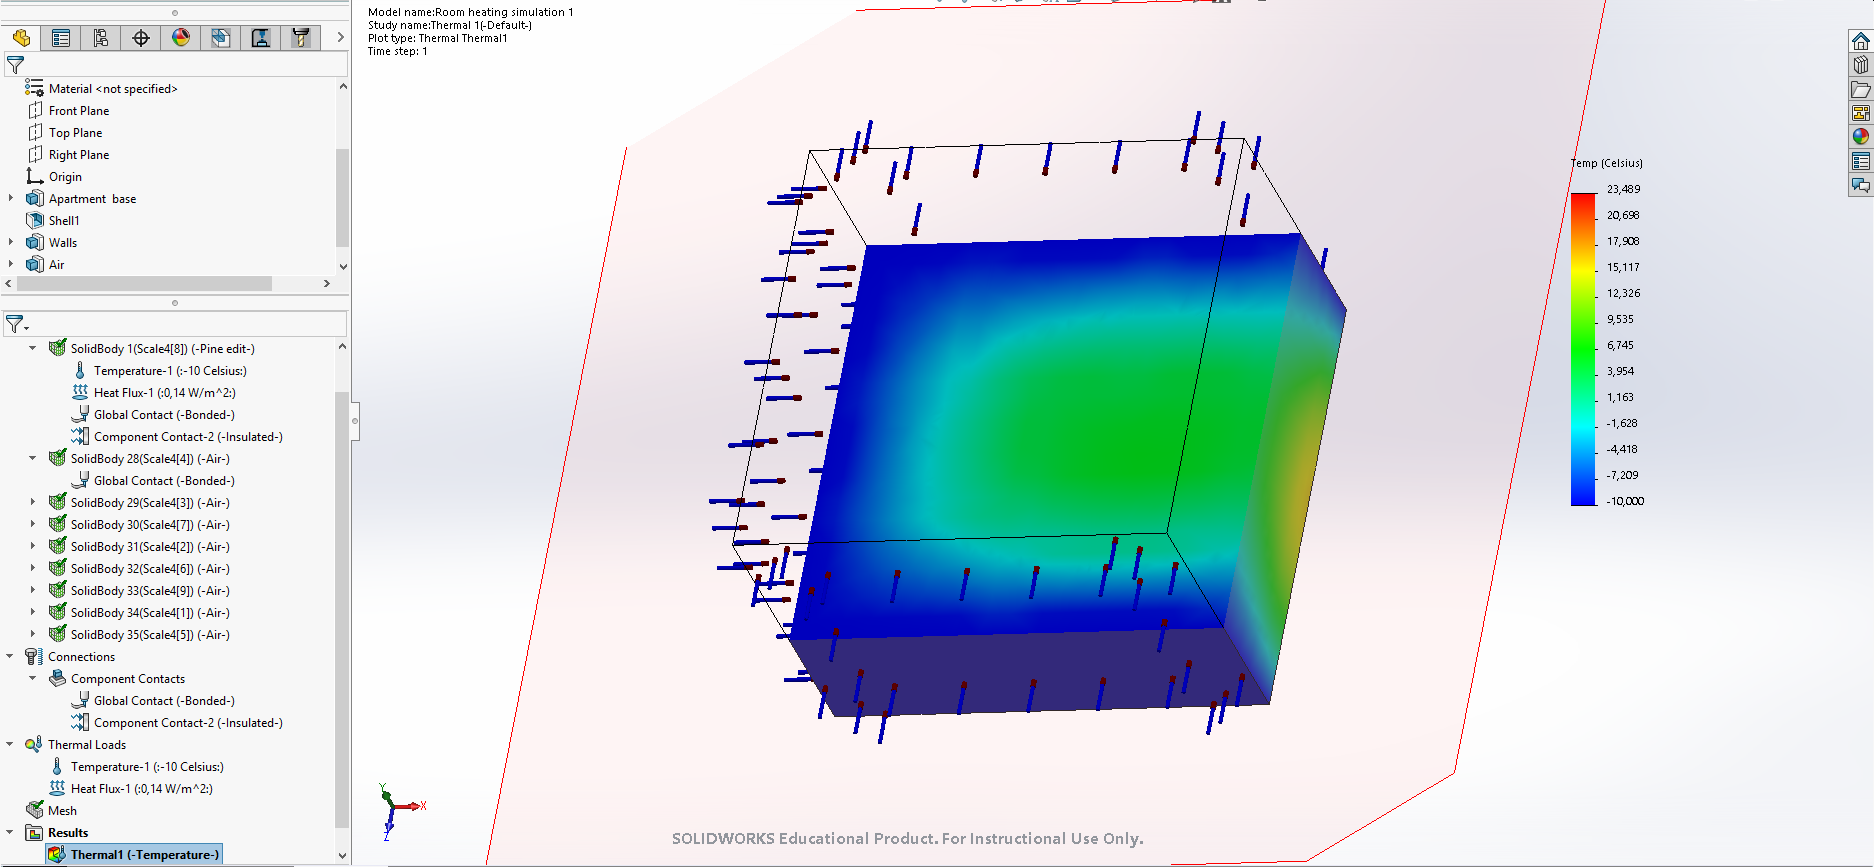 Model name:Room heating simulation 1
Study name:Thermal 1(-Default-)
Plot type: Thermal Thermal1
Time step: 1
Material <not specified>
Front Plane
Top Plane
Right Plane
Origin
Apartment base
Shell1
Walls
Air
SolidBody 1(Scale4[8]) (-Pine edit-)
Temperature-1 (:-10 Celsius:)
Heat Flux-1 (:0,14 W/m^2:)
Global Contact (-Bonded-)
Component Contact-2 (-Insulated-)
SolidBody 28(Scale4[4]) (-Air-)
Global Contact (-Bonded-)
SolidBody 29(Scale4[3]) (-Air-)
SolidBody 30(Scale4[7]) (-Air-)
SolidBody 31(Scale4[2]) (-Air-)
SolidBody 32(Scale4[6]) (-Air-)
SolidBody 33(Scale4[9]) (-Air-)
SolidBody 34(Scale4[1]) (-Air-)
SolidBody 35(Scale4[5]) (-Air-)
Connections
Component Contacts
Global Contact (-Bonded-)
Component Contact-2 (-Insulated-)
Thermal Loads
Temperature-1 (:-10 Celsius:)
Heat Flux-1 (:0,14 W/m^2:)
Mesh
Results
Thermal1 (-Temperature-)
Temp (Celsius)
23,489
20,698
17,908
15,117
12,326
9,535
6,745
3,954
1,163
-1,628
-4,418
-7,209
-10,000
Y
X
Z
SOLIDWORKS Educational Product. For Instructional Use Only.